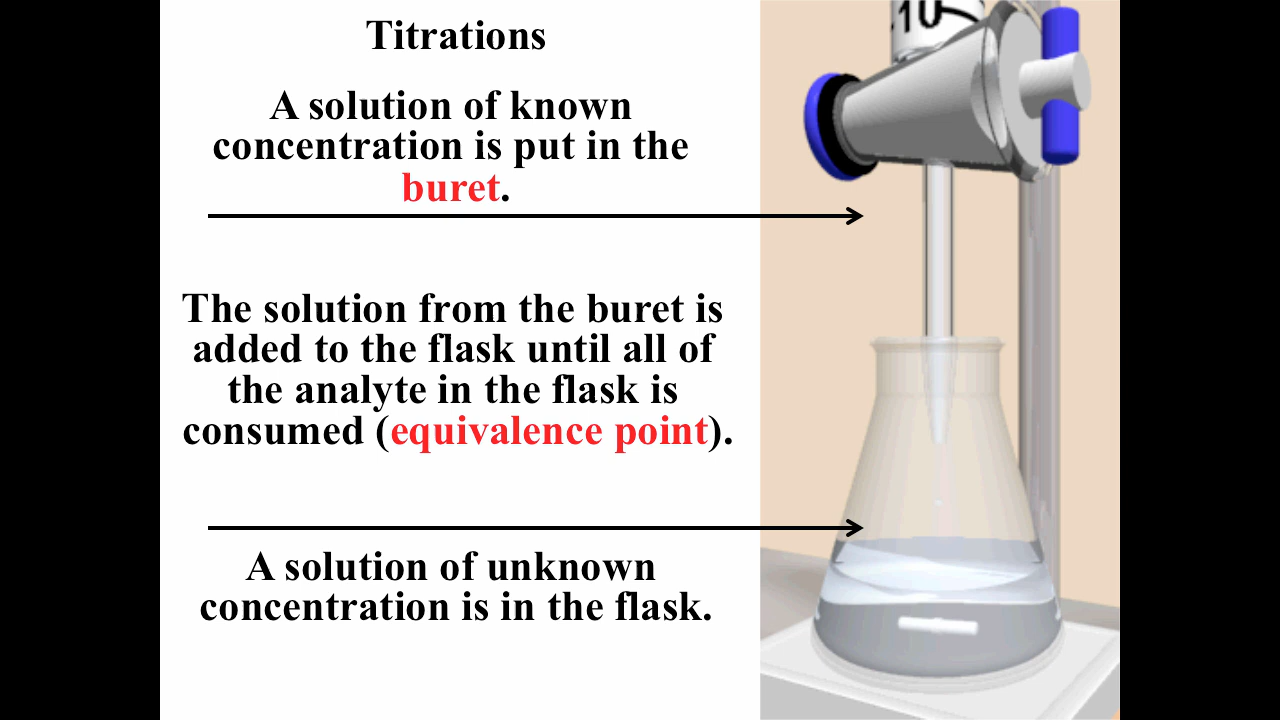 Titrations
A solution of known
concentration is put in the
buret.
The solution from the buret is
added to the flask until all of
the analyte in the flask is
consumed (equivalence point).
A solution of unknown
concentration is in the flask.
10